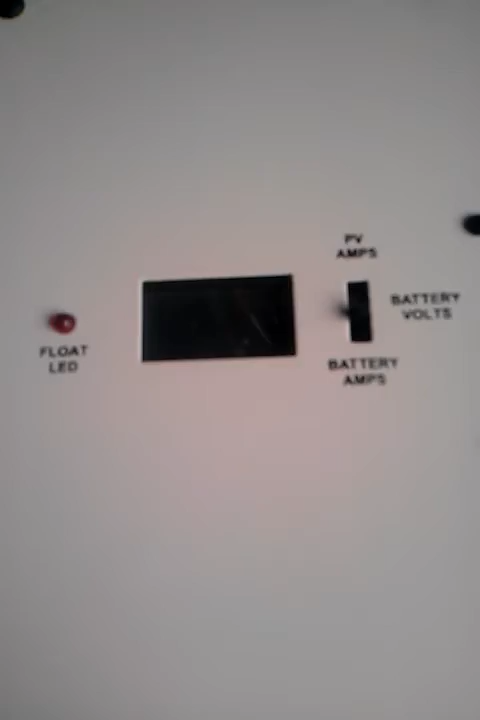 PV
AMPS
BATTERY
VOLTS
FLOAT
LED
BATTERY
AMPS